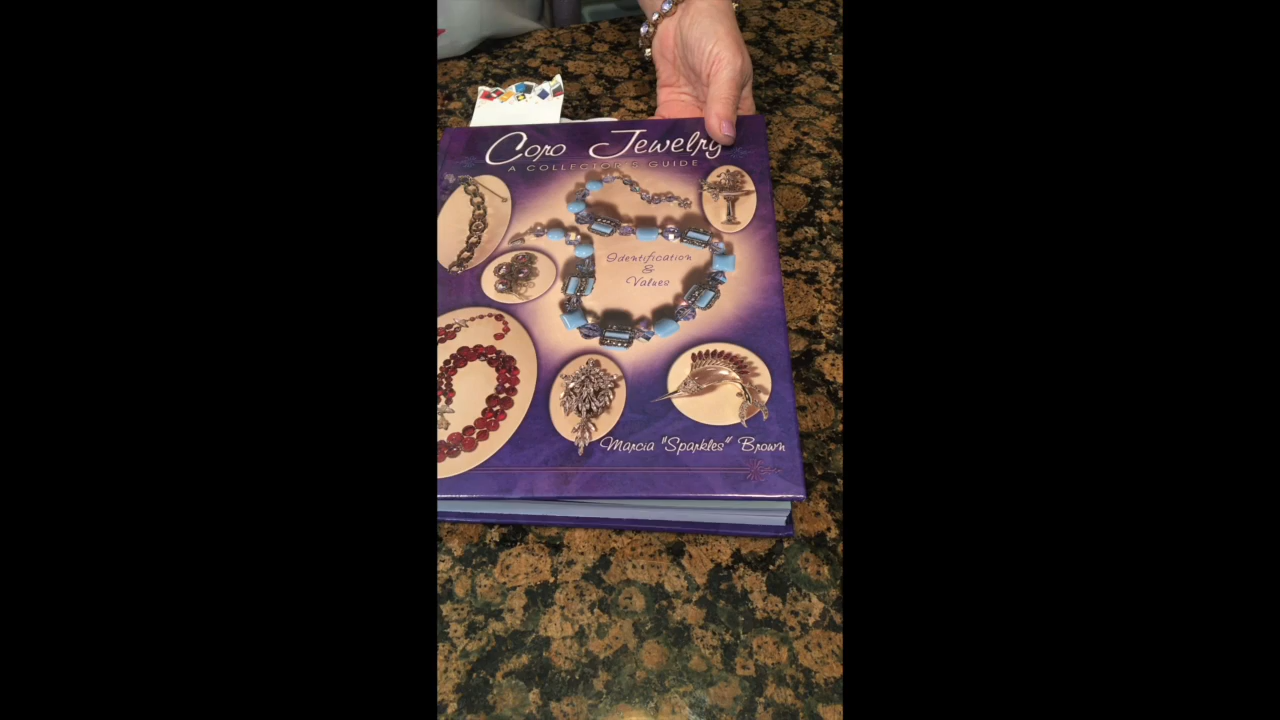 Coro Jewelry
A COLLECTOR'S GUIDE
Identification
&
Values
Marcia "Sparkles" Brown